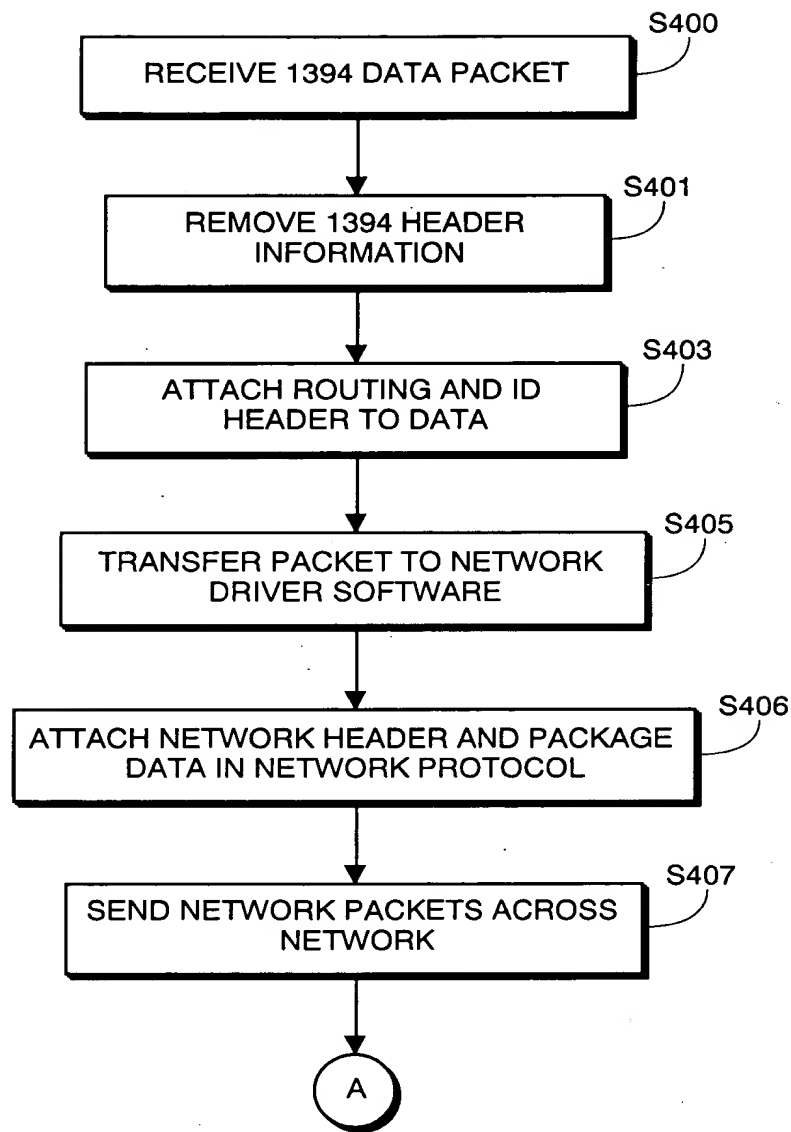 S400
RECEIVE 1394 DATA PACKET
S401
REMOVE 1394 HEADER
INFORMATION
S403
ATTACH ROUTING AND ID
HEADER TO DATA
S405
TRANSFER PACKET TO NETWORK
DRIVER SOFTWARE
S406
ATTACH NETWORK HEADER AND PACKAGE
DATA IN NETWORK PROTOCOL
S407
SEND NETWORK PACKETS ACROSS
NETWORK
A